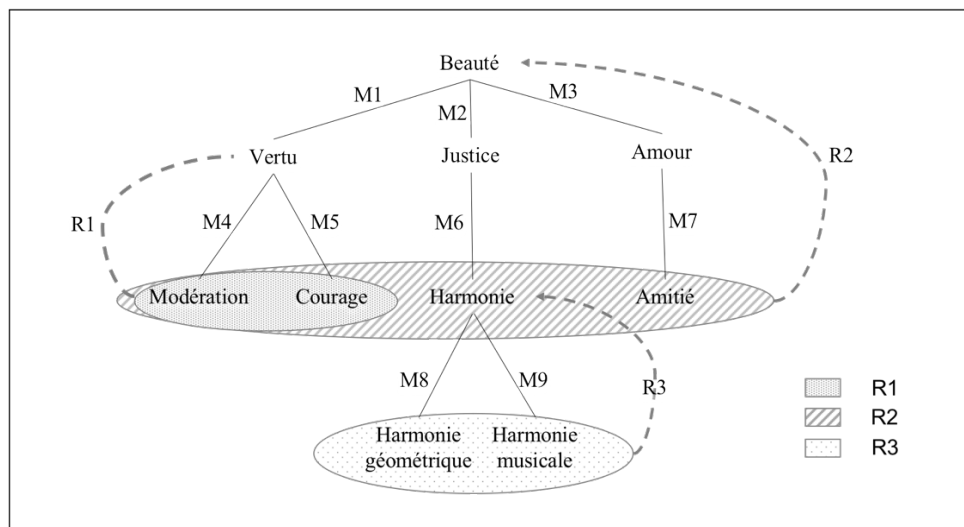 Beauté
M1
M2
M3
Vertu
Justice
Amour
R2
R1
M4
M5
M6
M7
Modération
Courage
Harmonie
Amitié
M8
M9
R3
Harmonie
géométrique
Harmonie
musicale
R1
R2
R3